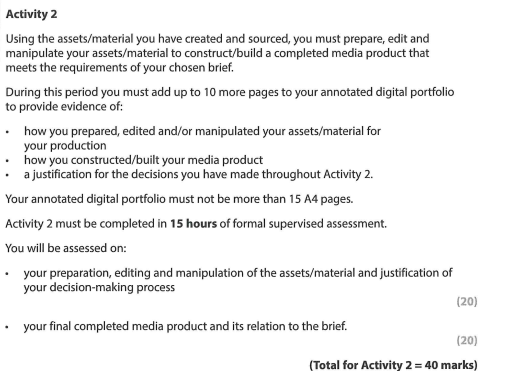 Activity 2
Using the assets/material you have created and sourced, you must prepare, edit and
manipulate your assets/material to construct/build a completed media product that
meets the requirements of your chosen brief.
During this period you must add up to 10 more pages to your annotated digital portfolio
to provide evidence of:
• how you prepared, edited and/or manipulated your assets/material for
your production
• how you constructed/built your media product
• a justification for the decisions you have made throughout Activity 2.
Your annotated digital portfolio must not be more than 15 A4 pages.
Activity 2 must be completed in 15 hours of formal supervised assessment.
You will be assessed on:
• your preparation, editing and manipulation of the assets/material and justification of
your decision-making process
(20)
• your final completed media product and its relation to the brief.
(20)
(Total for Activity 2 = 40 marks)